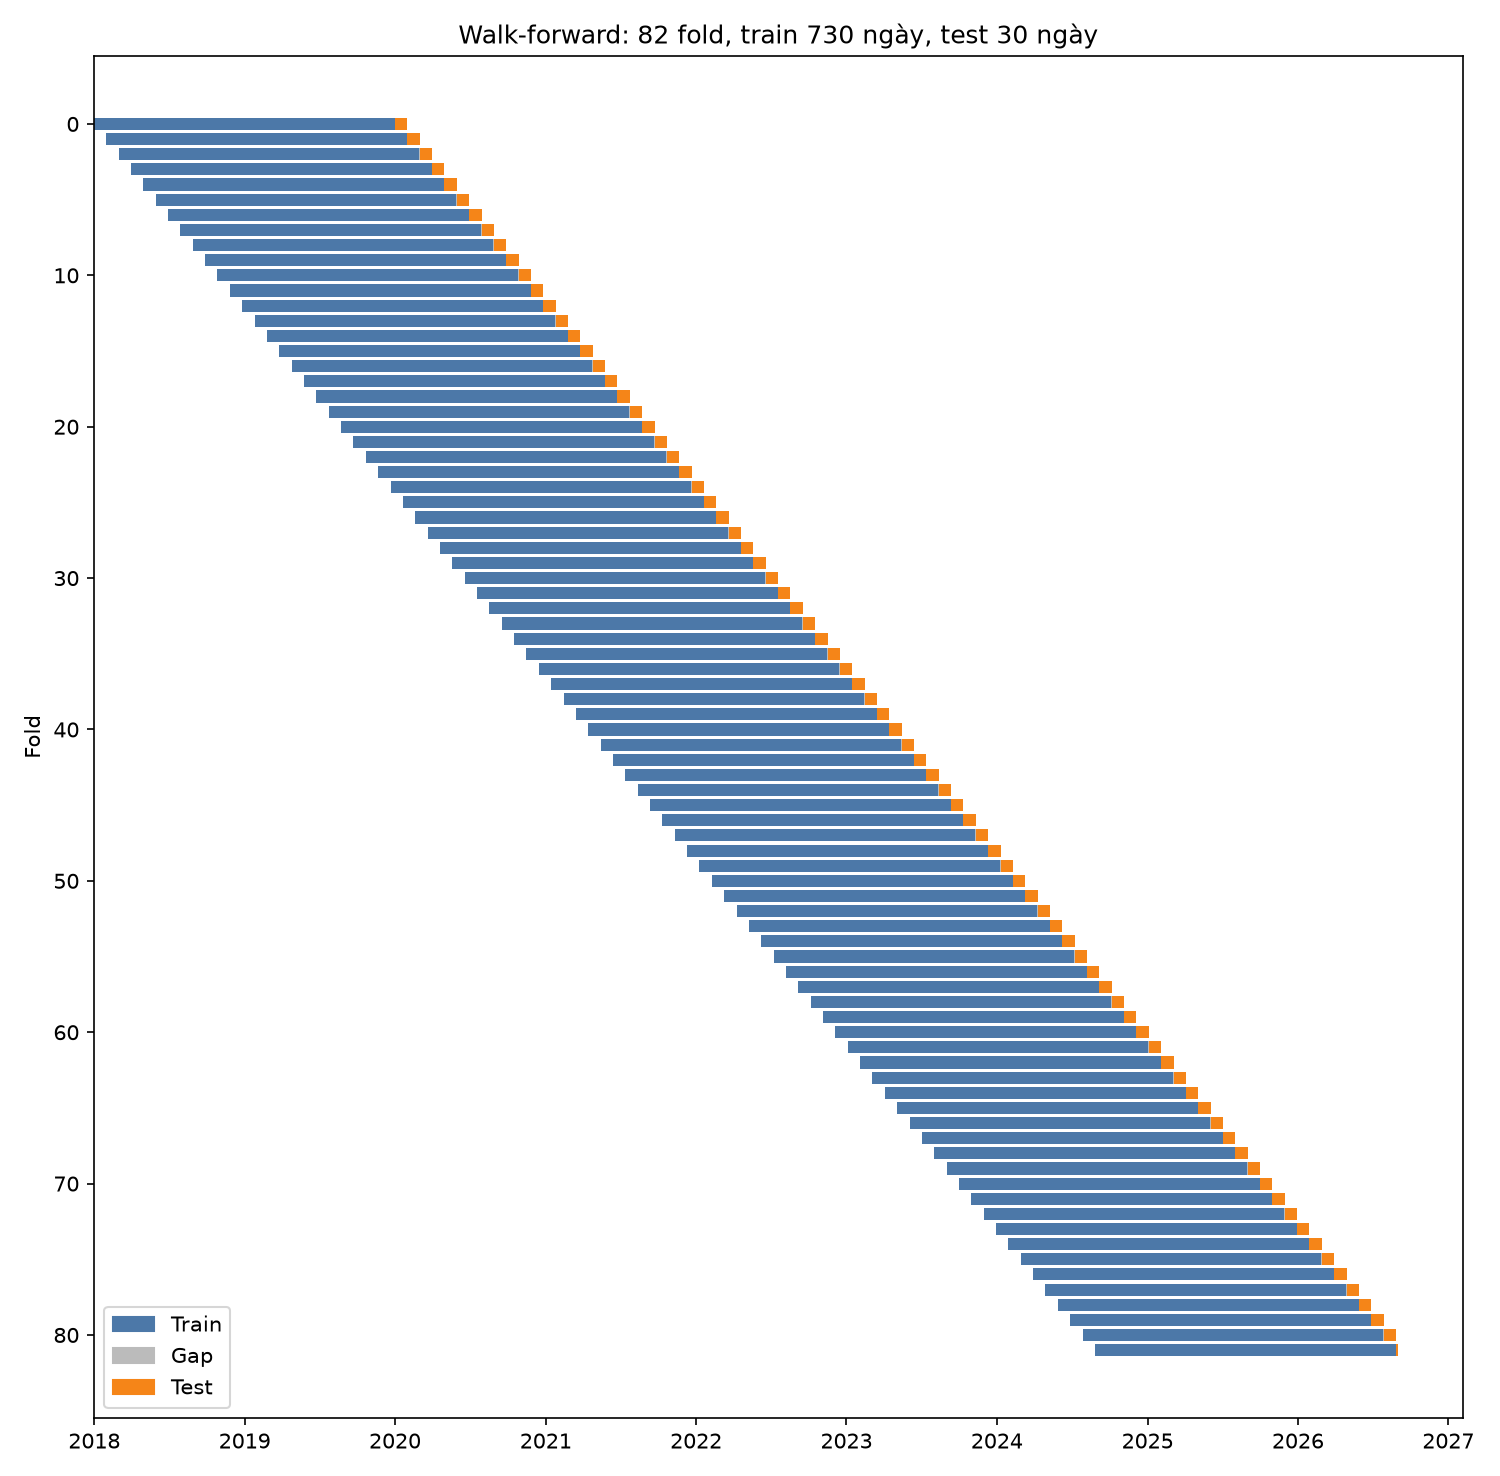 Walk-forward: 82 fold, train 730 ngày, test 30 ngày
0
10
20
30
40
50
60
70
80
Fold
Train
Gap
Test
2018 2019 2020 2021 2022 2023 2024 2025 2026 2027